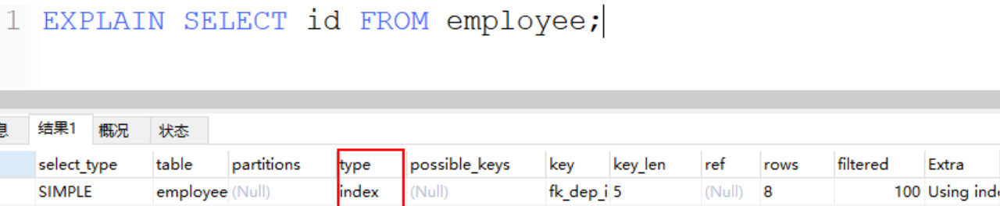 1 EXPLAIN SELECT id FROM employee;
息 结果1 概况 状态
select_type table partitions type possible_keys key key_len ref rows filtered Extra
SIMPLE employee (Null) index (Null) fk_dep_i 5 (Null) 8 100 Using inde